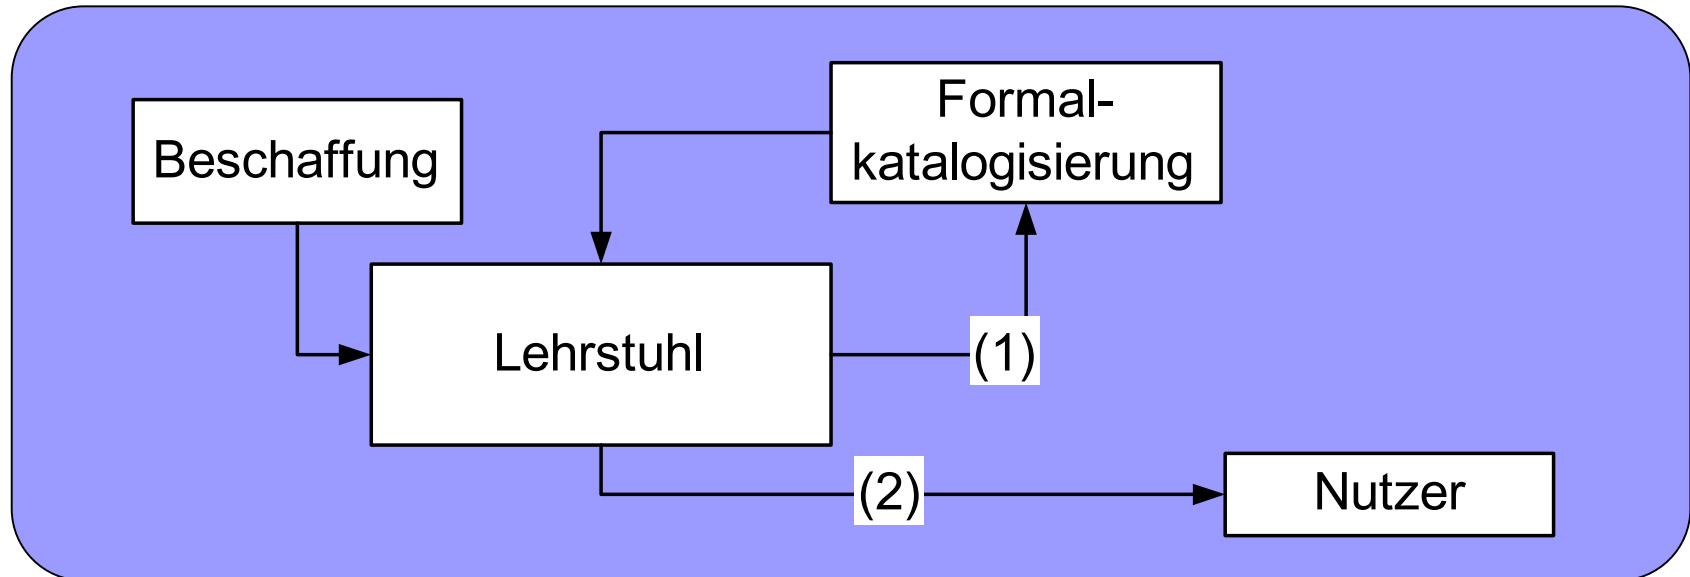 Formal-
katalogisierung
Beschaffung
Lehrstuhl
(1)
(2)
Nutzer